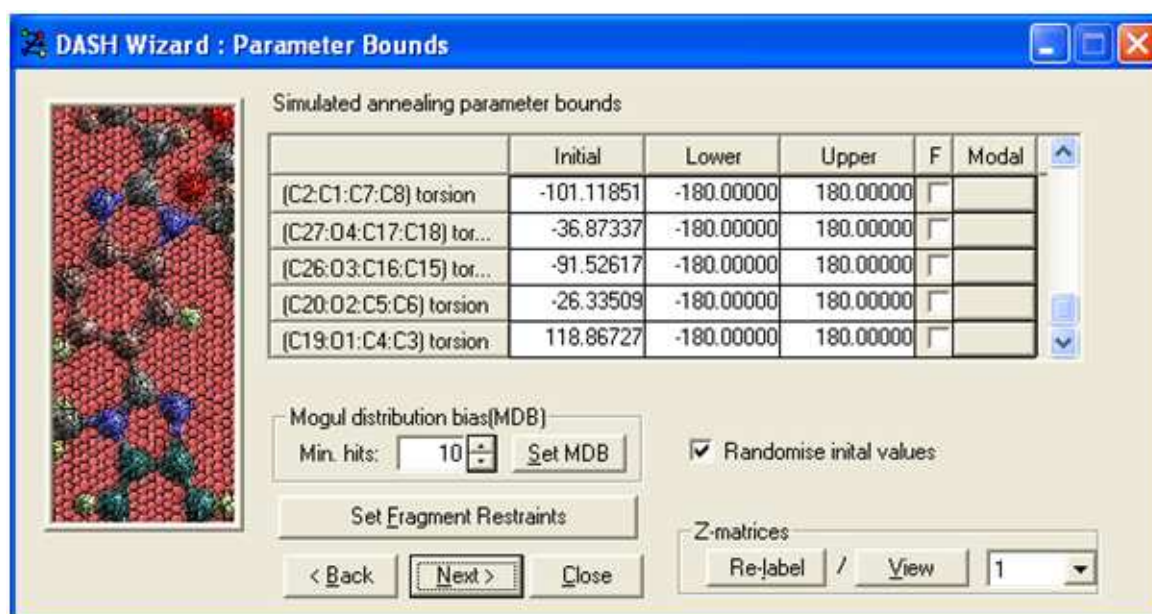 DASH Wizard : Parameter Bounds
Simulated annealing parameter bounds
Initial Lower Upper F Modal
(C2:C1:C7:C8) torsion -101.11851 -180.00000 180.00000
(C27:O4:C17:C18) tor... -36.87337 -180.00000 180.00000
(C26:O3:C16:C15) tor... -91.52617 -180.00000 180.00000
(C20:O2:C5:C6) torsion -26.33509 -180.00000 180.00000
(C19:O1:C4:C3) torsion 118.86727 -180.00000 180.00000
Mogul distribution bias(MDB)
Min. hits: 10 Set MDB
Randomise inital values
Set Fragment Restraints
Z-matrices
< Back Next > Close
Re-label / View 1